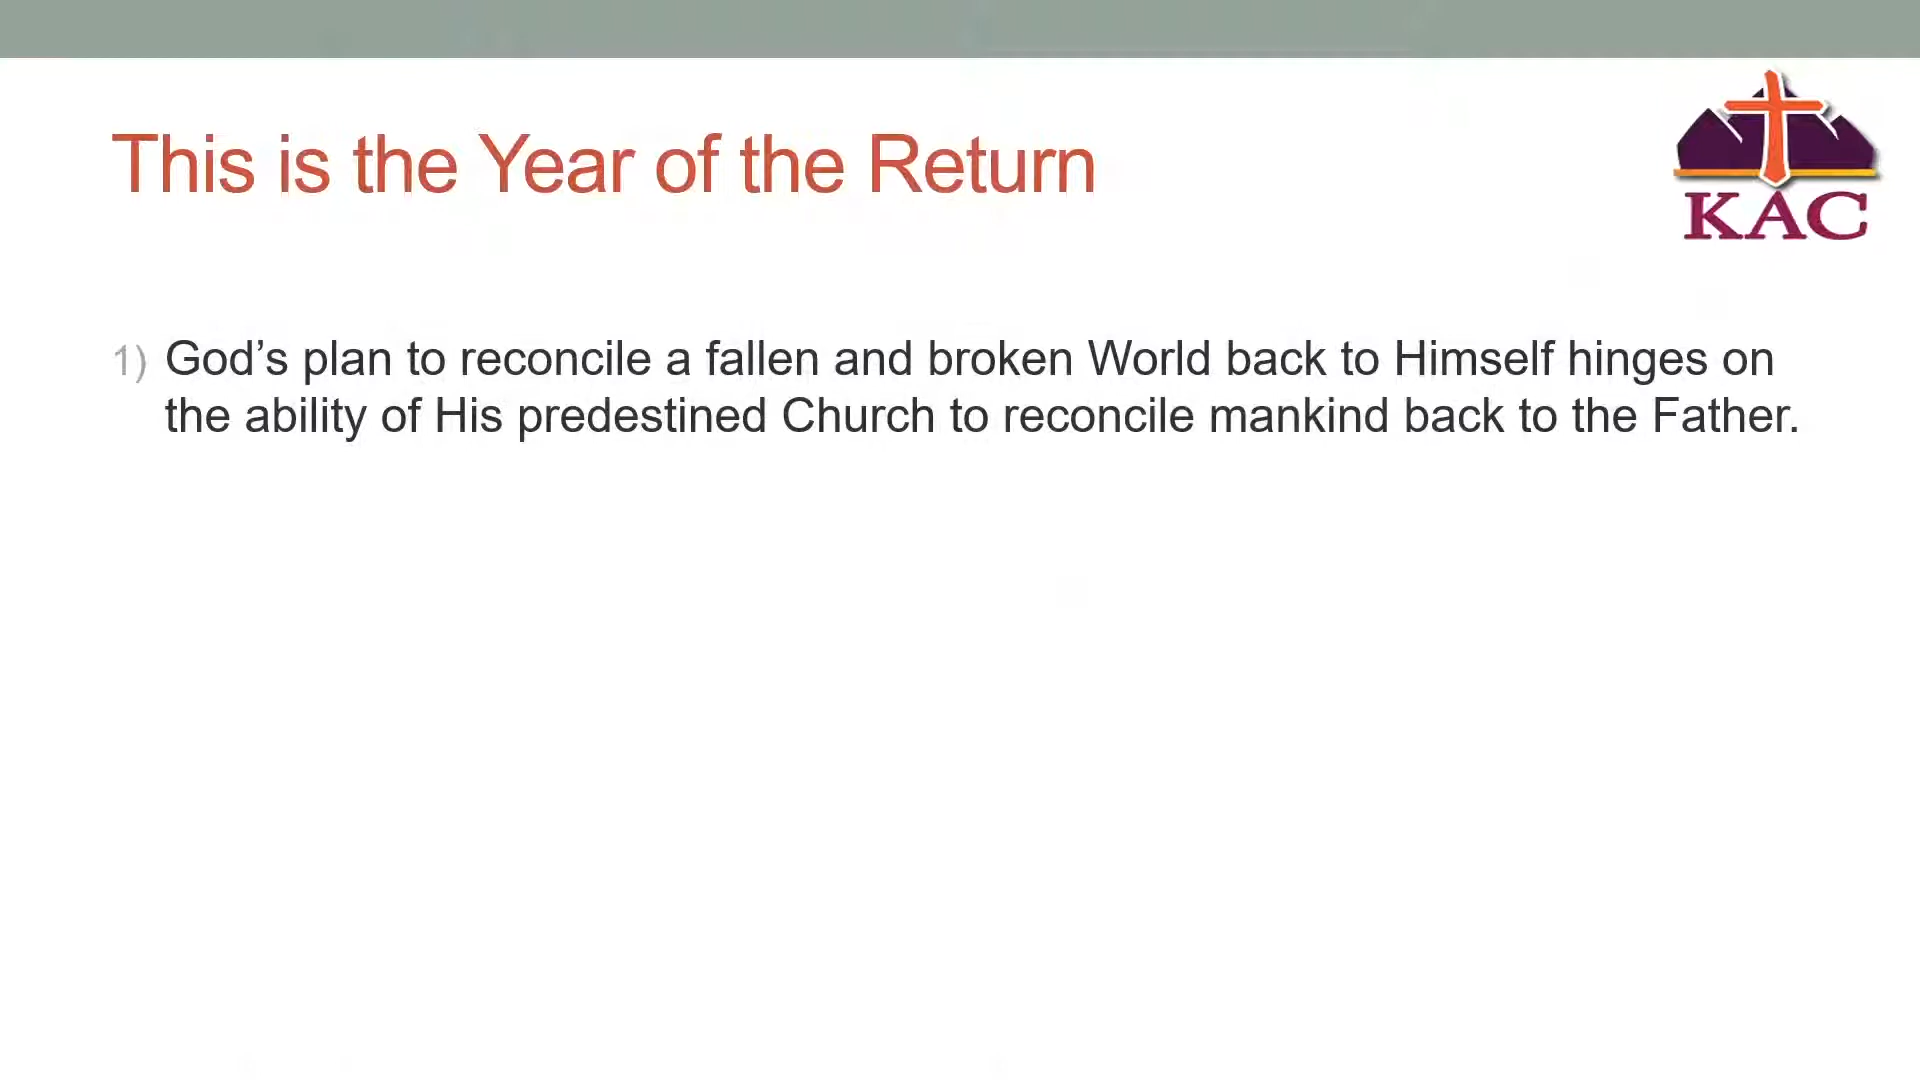 This is the Year of the Return
KAC
1) God’s plan to reconcile a fallen and broken World back to Himself hinges on
the ability of His predestined Church to reconcile mankind back to the Father.